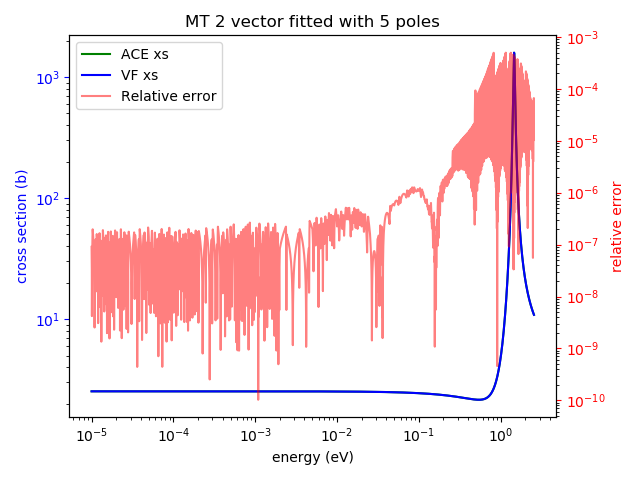 MT 2 vector fitted with 5 poles
ACE xs
VF xs
Relative error
cross section (b)
10³
10²
10¹
relative error
10⁻³
10⁻⁴
10⁻⁵
10⁻⁶
10⁻⁷
10⁻⁸
10⁻⁹
10⁻¹⁰
10⁻⁵ 10⁻⁴ 10⁻³ 10⁻² 10⁻¹ 10⁰
energy (eV)